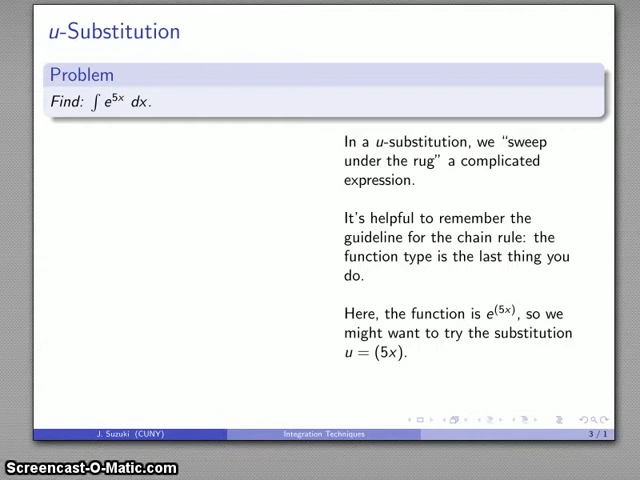 u-Substitution
Problem
Find: ∫ e^{5x} dx.
In a u-substitution, we “sweep
under the rug” a complicated
expression.
It’s helpful to remember the
guideline for the chain rule: the
function type is the last thing you
do.
Here, the function is e^{(5x)}, so we
might want to try the substitution
u = (5x).
J. Suzuki (CUNY) Integration Techniques 3 / 1
Screencast-O-Matic.com